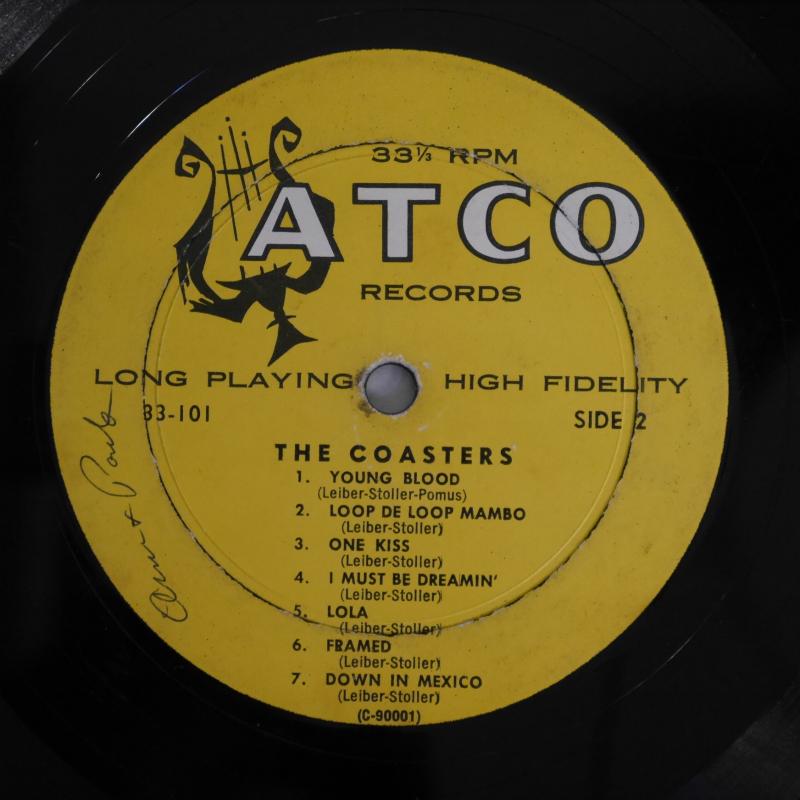 33⅓ RPM
ATCO
RECORDS
LONG PLAYING HIGH FIDELITY
33-101 SIDE 2
THE COASTERS
1. YOUNG BLOOD
(Leiber-Stoller-Pomus)
2. LOOP DE LOOP MAMBO
(Leiber-Stoller)
3. ONE KISS
(Leiber-Stoller)
4. I MUST BE DREAMIN'
(Leiber-Stoller)
5. LOLA
(Leiber-Stoller)
6. FRAMED
(Leiber-Stoller)
7. DOWN IN MEXICO
(Leiber-Stoller)
(C-90001)